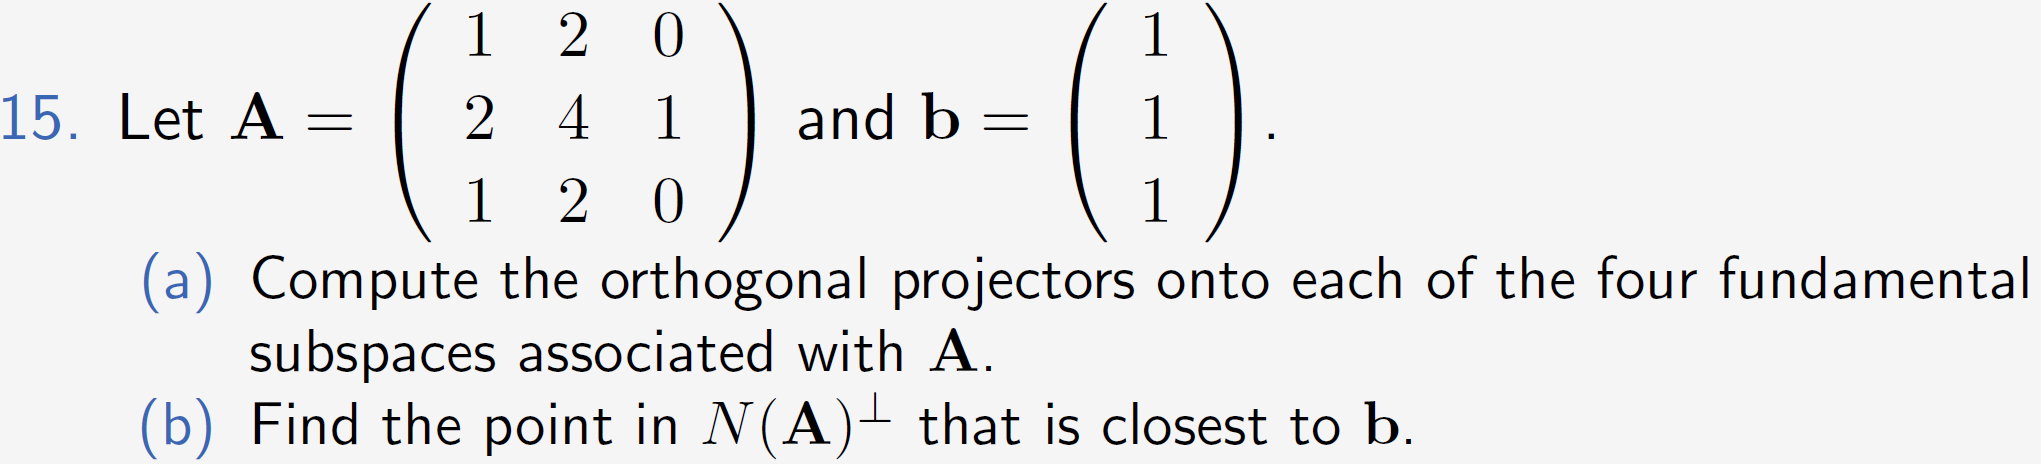 15. Let A = ( 1 2 0
2 4 1
1 2 0 ) and b = ( 1
1
1 ).
(a) Compute the orthogonal projectors onto each of the four fundamental
subspaces associated with A.
(b) Find the point in N(A)⊥ that is closest to b.